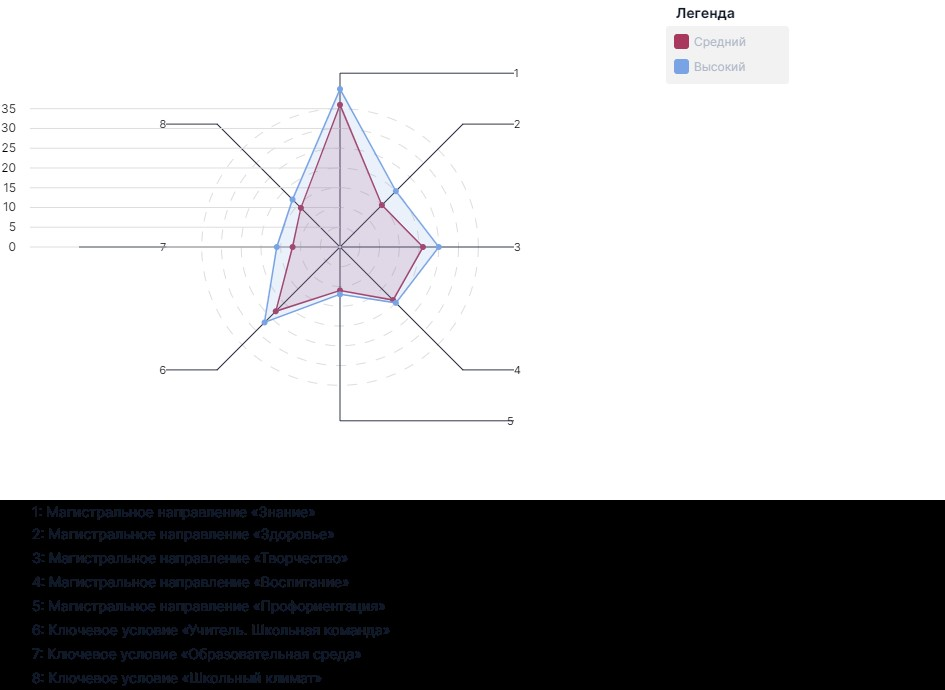 Легенда
Средний
Высокий
1
2
3
4
5
6
7
8
35
30
25
20
15
10
5
0
1: Магистральное направление «Знание»
2: Магистральное направление «Здоровье»
3: Магистральное направление «Творчество»
4: Магистральное направление «Воспитание»
5: Магистральное направление «Профориентация»
6: Ключевое условие «Учитель. Школьная команда»
7: Ключевое условие «Образовательная среда»
8: Ключевое условие «Школьный климат»